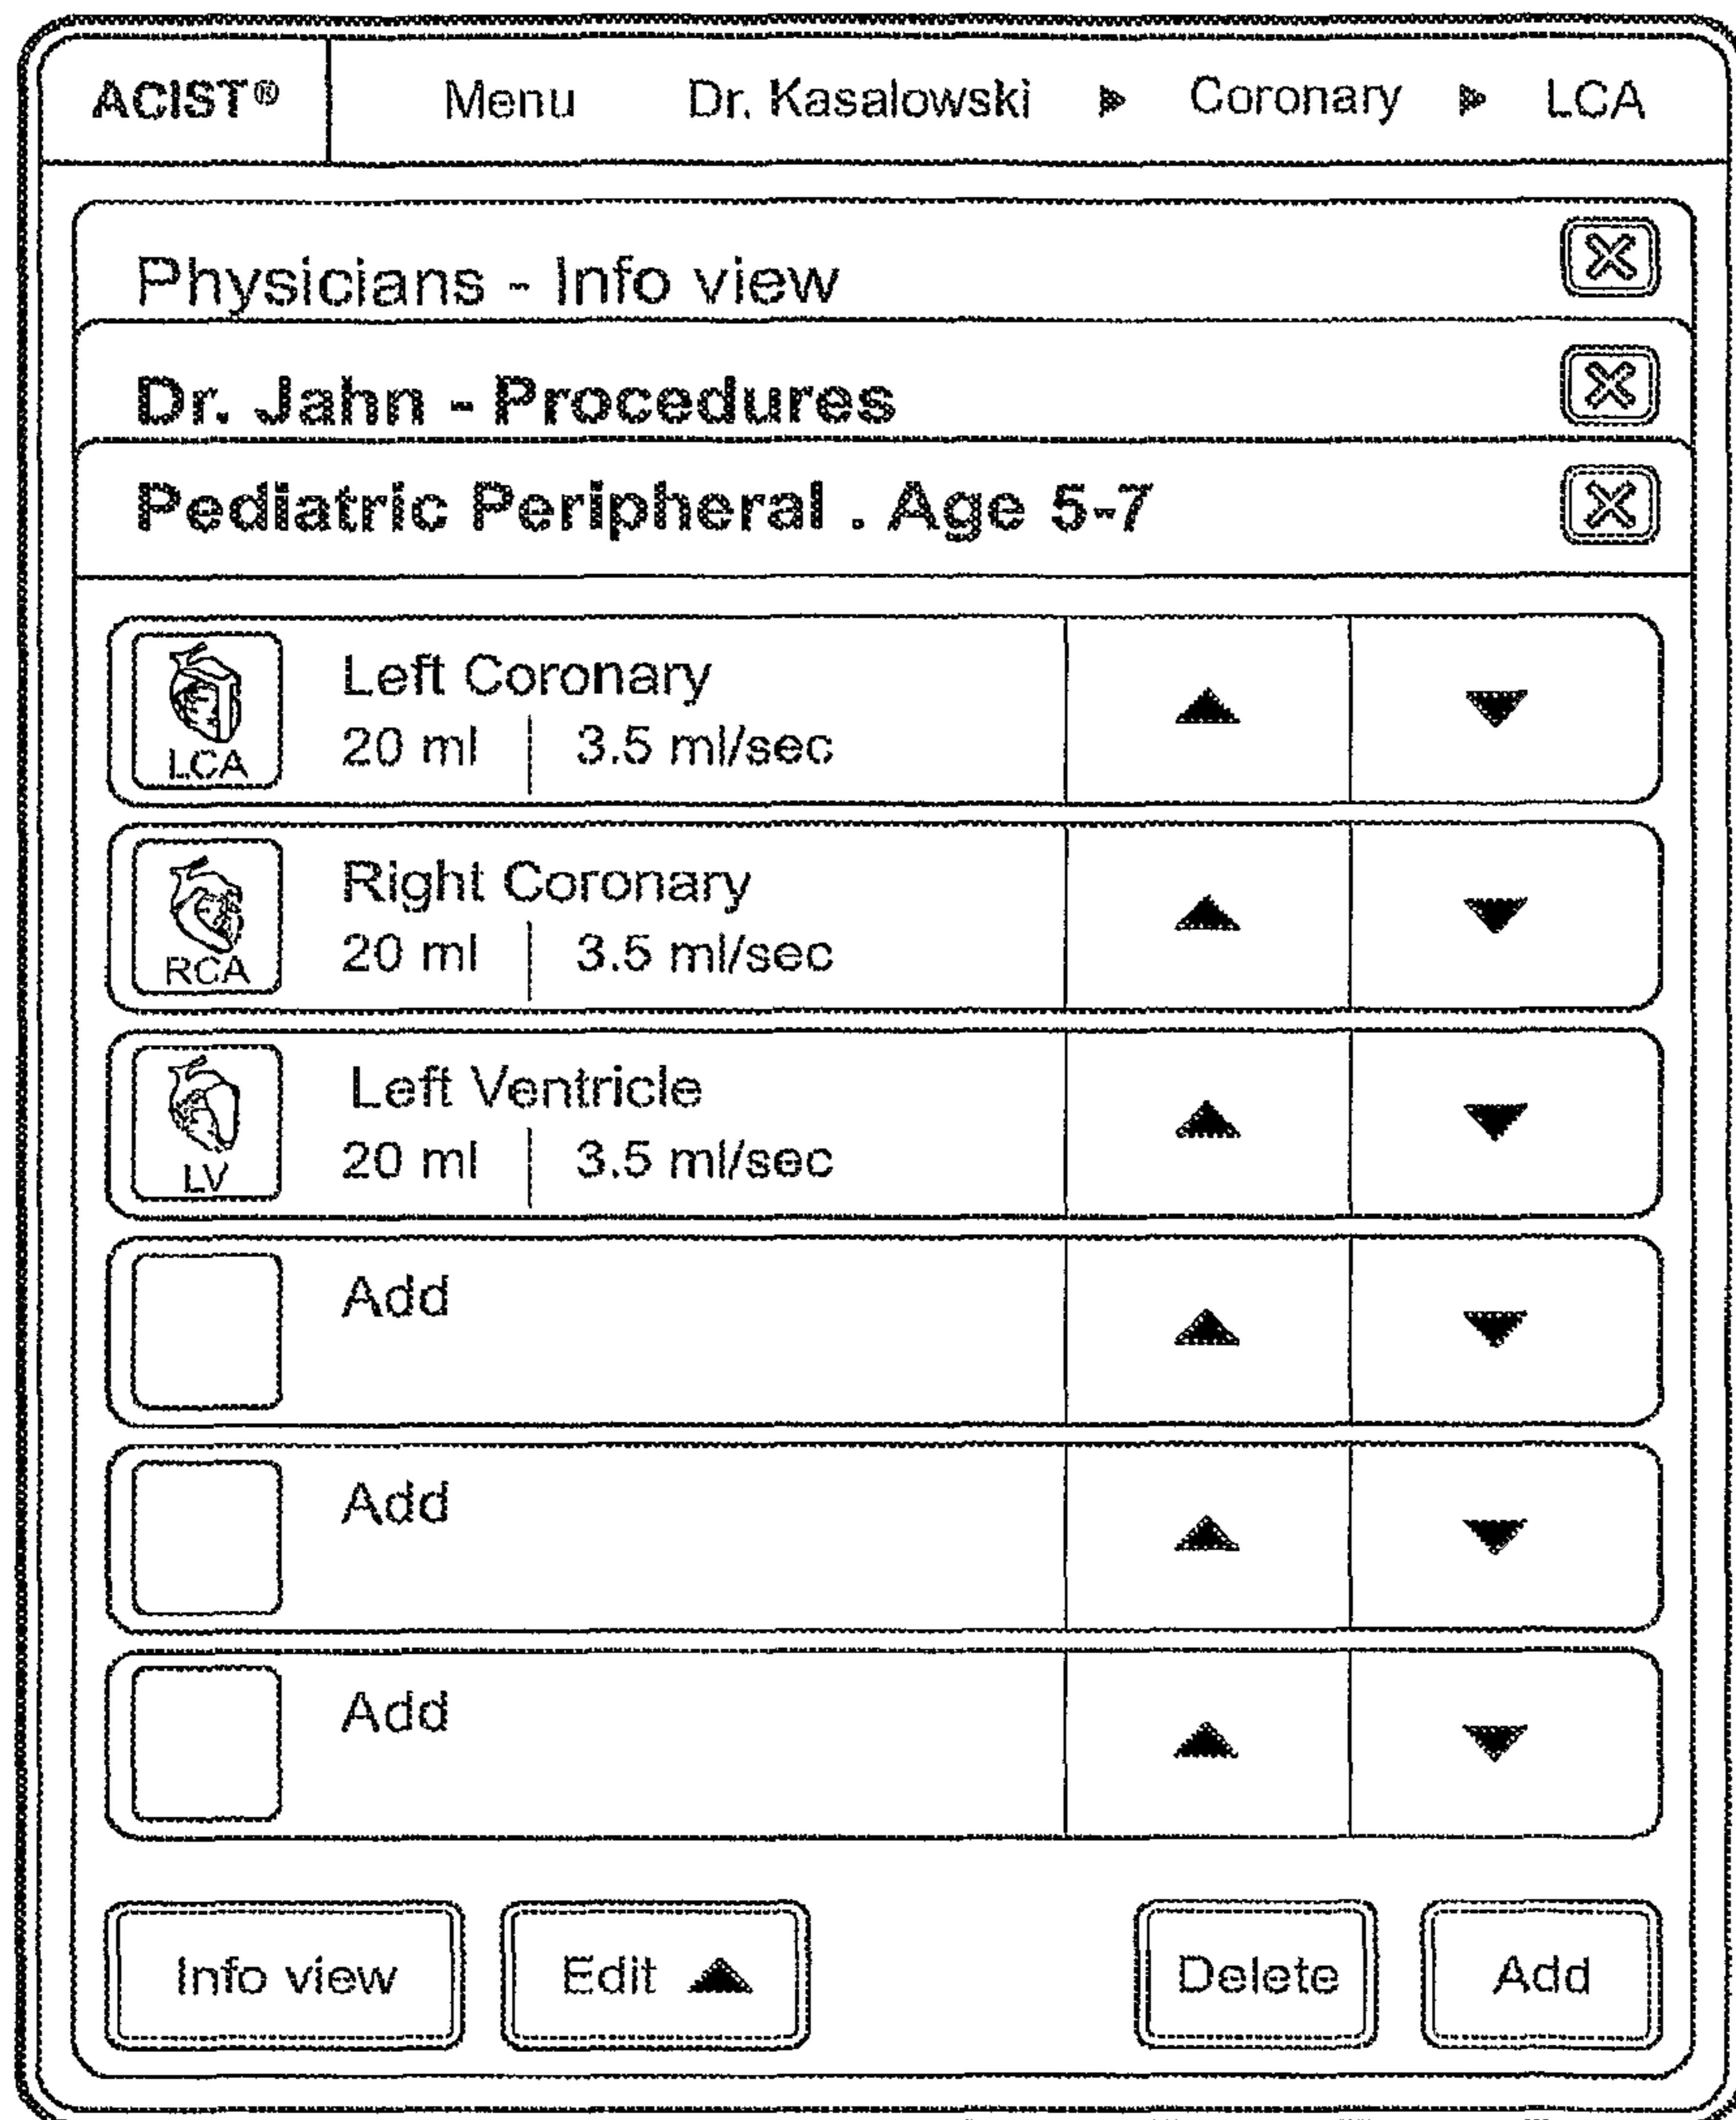 ACIST® Menu Dr. Kasalowski ▶ Coronary ▶ LCA
Physicians - Info view
Dr. Jahn - Procedures
Pediatric Peripheral . Age 5-7
Left Coronary
20 ml | 3.5 ml/sec
LCA
Right Coronary
20 ml | 3.5 ml/sec
RCA
Left Ventricle
20 ml | 3.5 ml/sec
LV
Add
Add
Add
Info view Edit ▲ Delete Add